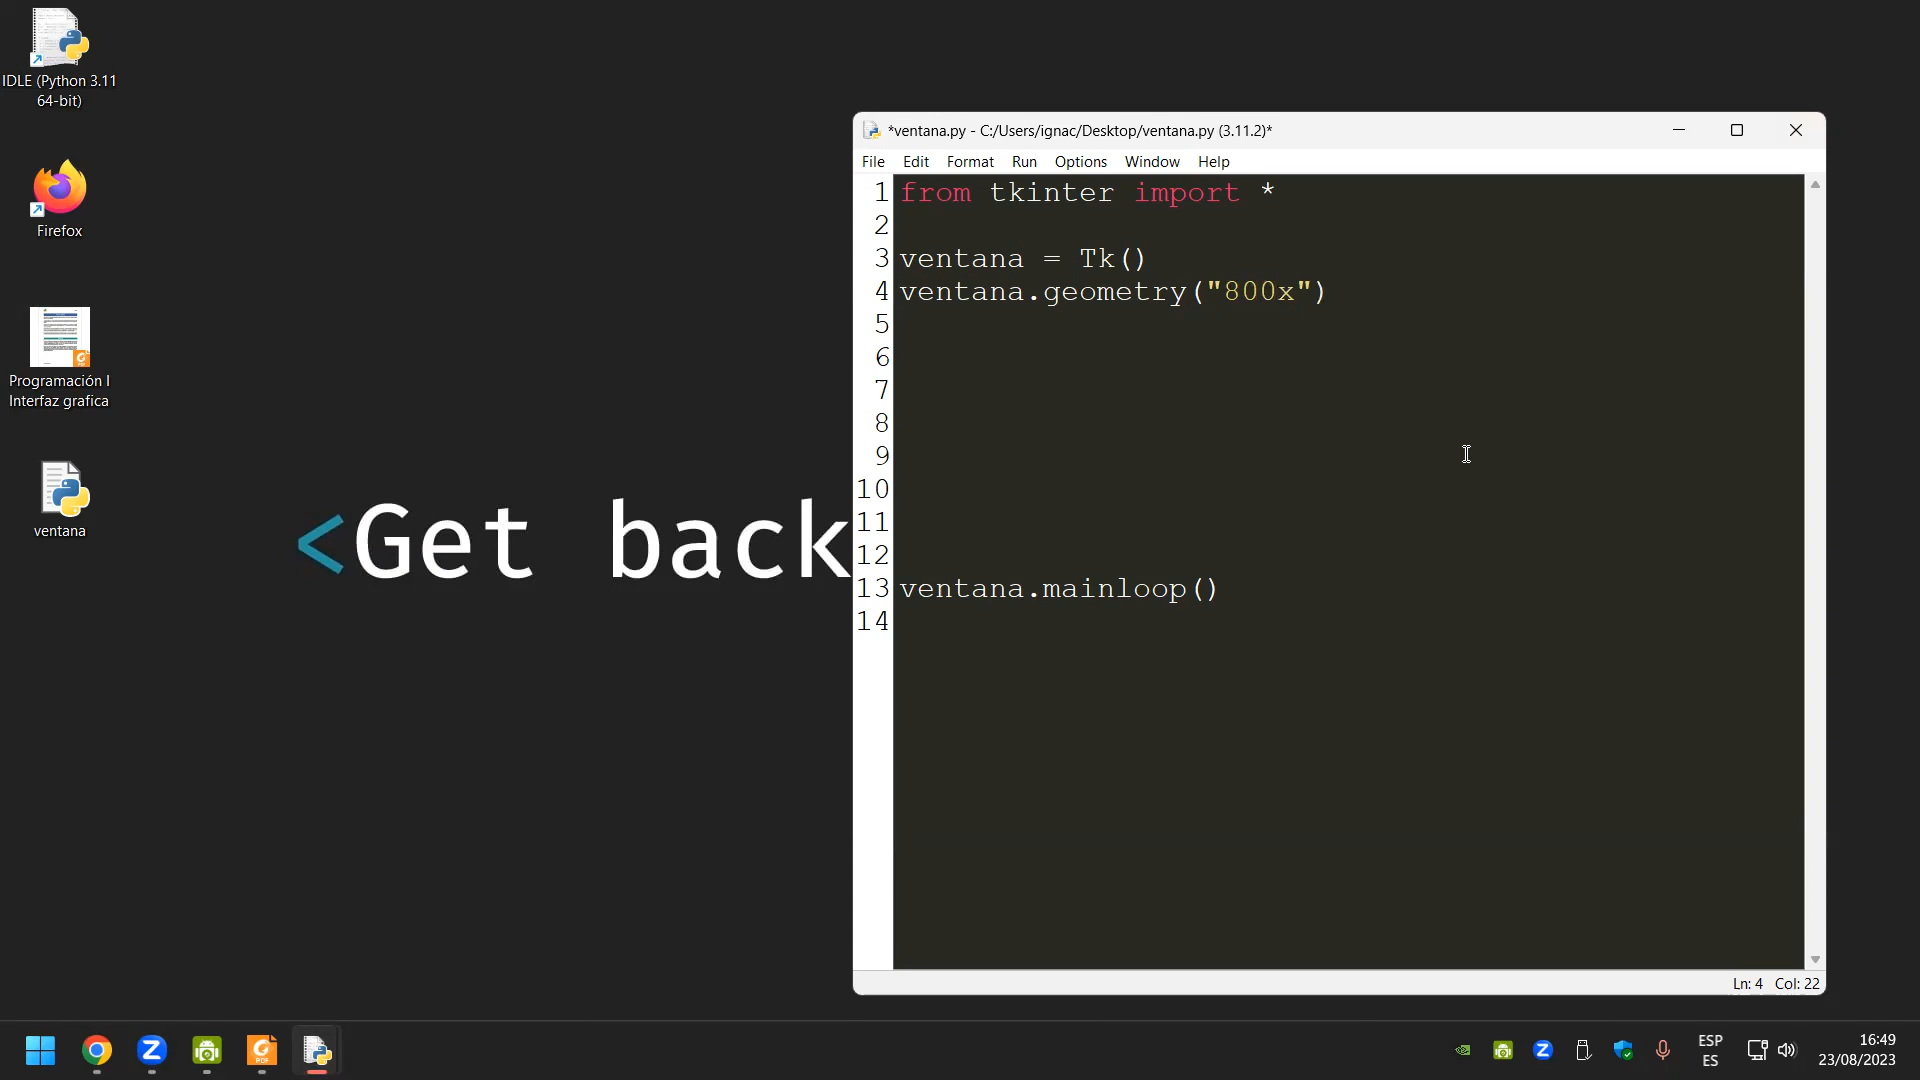 IDLE (Python 3.11
64-bit)
Firefox
Programación I
Interfaz grafica
ventana
<Get back
*ventana.py - C:/Users/ignac/Desktop/ventana.py (3.11.2)*
File Edit Format Run Options Window Help
1 from tkinter import *
2
3 ventana = Tk()
4 ventana.geometry("800x")
5
6
7
8
9
10
11
12
13 ventana.mainloop()
14
Ln: 4 Col: 22
ESP
ES
16:49
23/08/2023